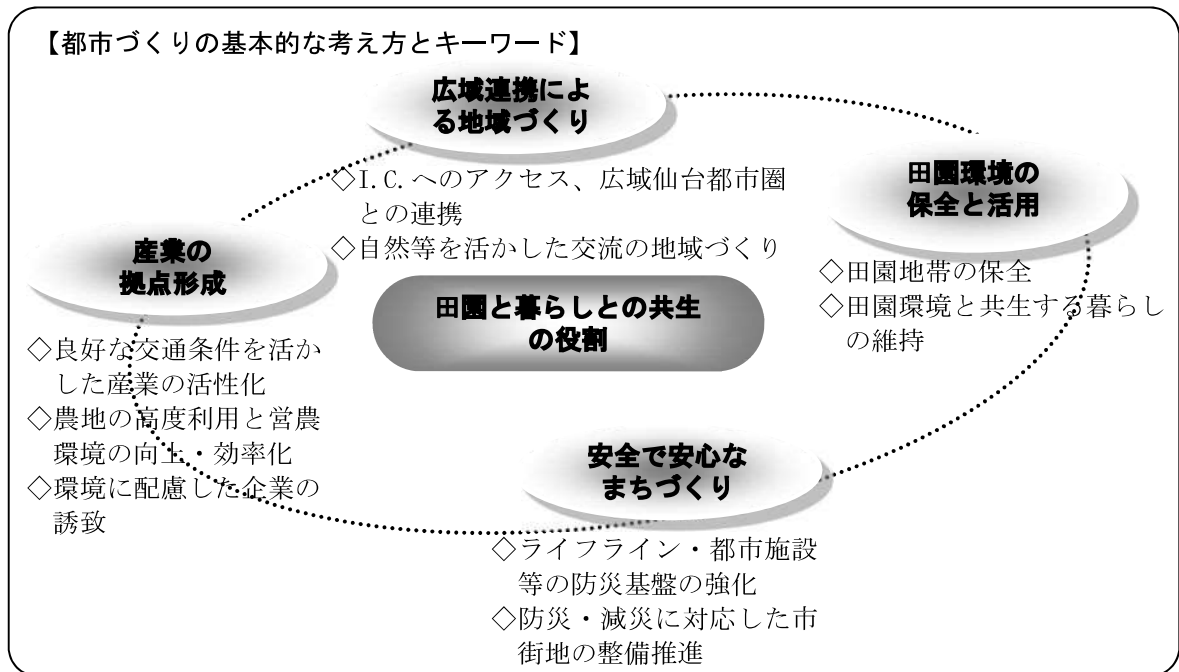 【都市づくりの基本的な考え方とキーワード】
広域連携によ
る地域づくり
◇I.C.へのアクセス、広域仙台都市圏
との連携
◇自然等を活かした交流の地域づくり
田園環境の
保全と活用
◇田園地帯の保全
◇田園環境と共生する暮らし
の維持
産業の
拠点形成
◇良好な交通条件を活か
した産業の活性化
◇農地の高度利用と営農
環境の向上・効率化
◇環境に配慮した企業の
誘致
田園と暮らしとの共生
の役割
安全で安心な
まちづくり
◇ライフライン・都市施設
等の防災基盤の強化
◇防災・減災に対応した市
街地の整備推進